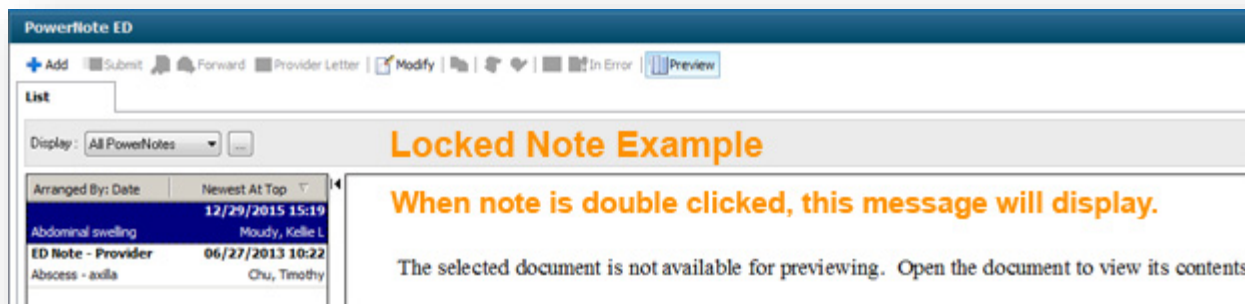 PowerNote ED
Add Submit Forward Provider Letter Modify In Error Preview
List
Display: All PowerNotes ...
Locked Note Example
Arranged By: Date Newest At Top
When note is double clicked, this message will display.
12/29/2015 15:19
Abdominal swelling Moudy, Kellie L
ED Note - Provider 06/27/2013 10:22
Abscess - axilla Chu, Timothy
The selected document is not available for previewing. Open the document to view its contents